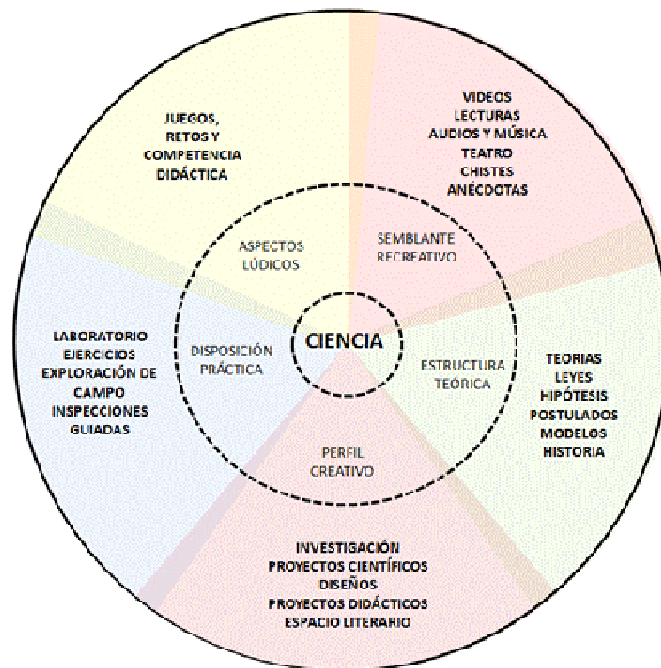 JUEGOS,
RETOS Y
COMPETENCIA
DIDÁCTICA
VIDEOS
LECTURAS
AUDIOS Y MÚSICA
TEATRO
CHISTES
ANÉCDOTAS
ASPECTOS
LÚDICOS
SEMBLANTE
RECREATIVO
CIENCIA
LABORATORIO
EJERCICIOS
EXPLORACIÓN DE
CAMPO
INSPECCIONES
GUIADAS
DISPOSICIÓN
PRÁCTICA
ESTRUCTURA
TEÓRICA
TEORIAS
LEYES
HIPÓTESIS
POSTULADOS
MODELOS
HISTORIA
PERFIL
CREATIVO
INVESTIGACIÓN
PROYECTOS CIENTÍFICOS
DISEÑOS
PROYECTOS DIDÁCTICOS
ESPACIO LITERARIO